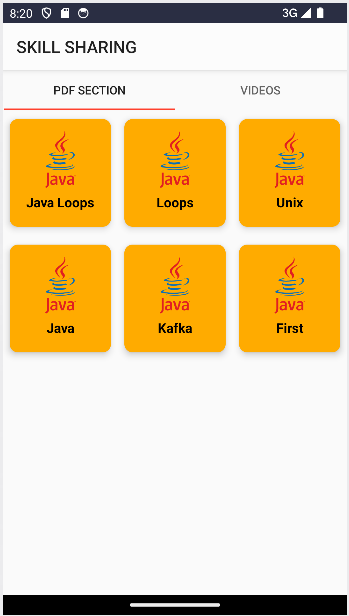 8:20 3G
SKILL SHARING
PDF SECTION VIDEOS
Java Java Java
Java Loops Loops Unix
Java Java Java
Java Kafka First